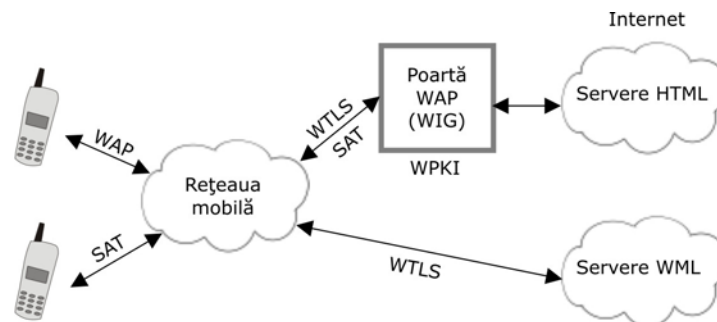 Internet
Poartă
WAP
(WIG)
Servere HTML
WTLS
SAT
WAP
WPKI
Reţeaua
mobilă
SAT
WTLS
Servere WML